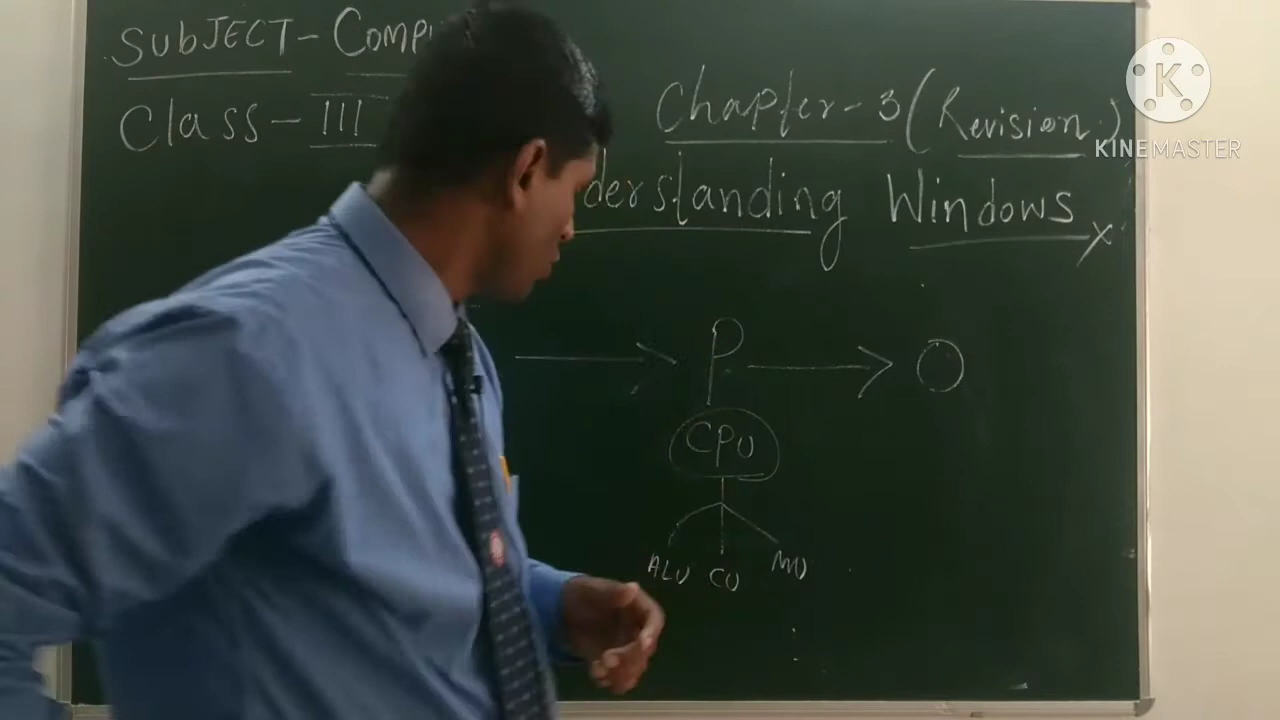 SUBJECT - Comp
Class - III
Chapter - 3 (Revision)
derstanding Windows
P
O
CPU
ALU CU MU
K
KINEMASTER